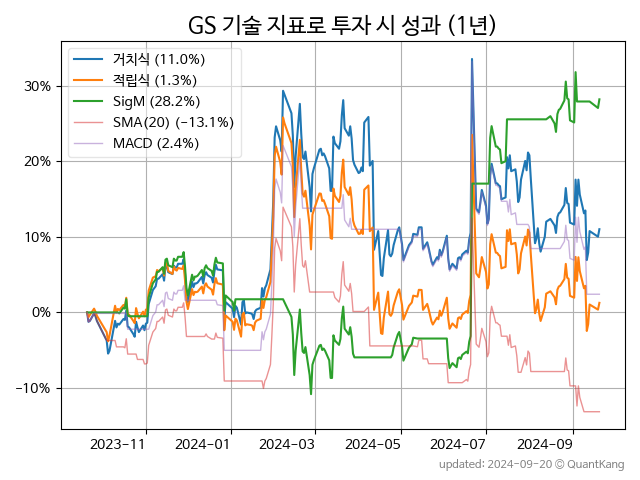 GS 기술 지표로 투자 시 성과 (1년)
거치식 (11.0%)
적립식 (1.3%)
SigM (28.2%)
SMA(20) (−13.1%)
MACD (2.4%)
30%
20%
10%
0%
−10%
2023−11 2024−01 2024−03 2024−05 2024−07 2024−09
updated: 2024−09−20 © QuantKang